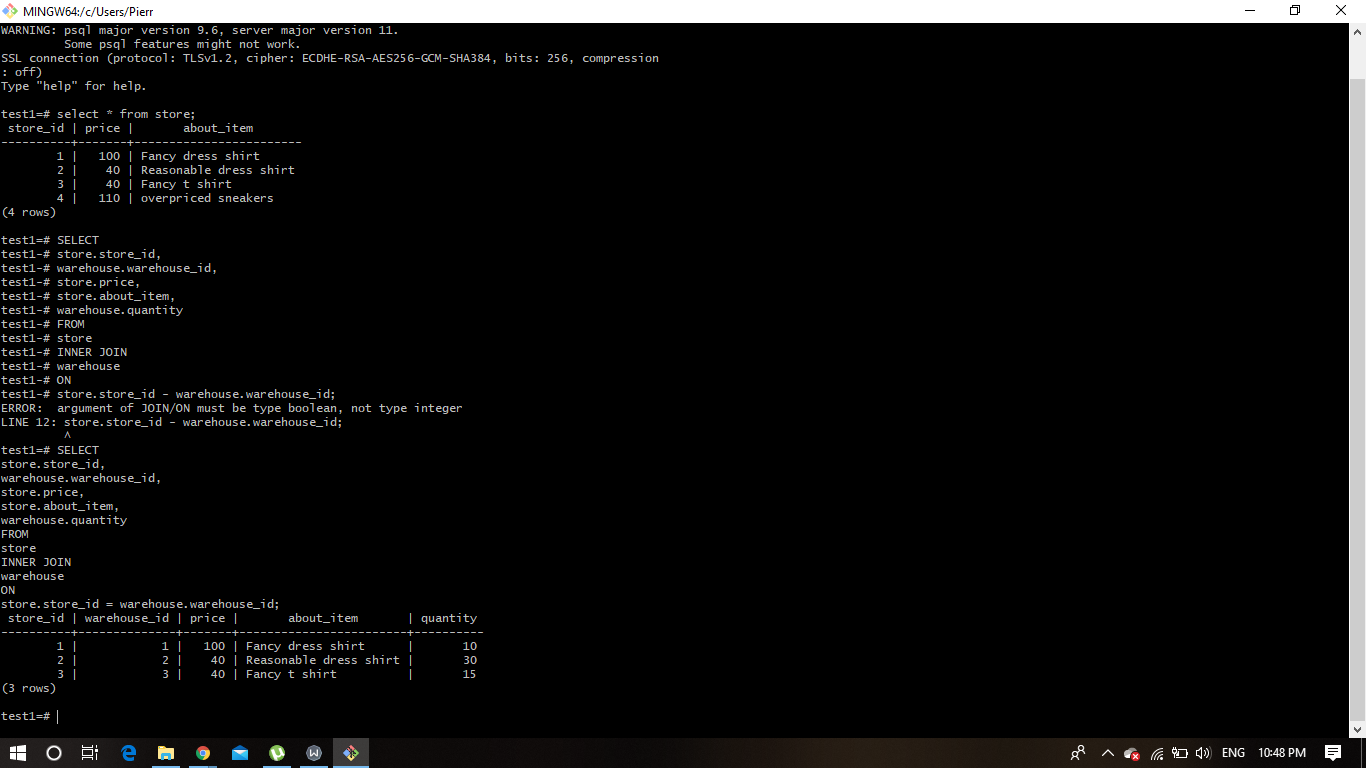 MINGW64:/c/Users/Pierr
WARNING: psql major version 9.6, server major version 11.
         Some psql features might not work.
SSL connection (protocol: TLSv1.2, cipher: ECDHE-RSA-AES256-GCM-SHA384, bits: 256, compression
: off)
Type "help" for help.

test1=# select * from store;
 store_id | price |       about_item
----------+-------+------------------------
        1 |   100 | Fancy dress shirt
        2 |    40 | Reasonable dress shirt
        3 |    40 | Fancy t shirt
        4 |   110 | overpriced sneakers
(4 rows)

test1=# SELECT
test1-# store.store_id,
test1-# warehouse.warehouse_id,
test1-# store.price,
test1-# store.about_item,
test1-# warehouse.quantity
test1-# FROM
test1-# store
test1-# INNER JOIN
test1-# warehouse
test1-# ON
test1-# store.store_id - warehouse.warehouse_id;
ERROR:  argument of JOIN/ON must be type boolean, not type integer
LINE 12: store.store_id - warehouse.warehouse_id;
         ^
test1=# SELECT
store.store_id,
warehouse.warehouse_id,
store.price,
store.about_item,
warehouse.quantity
FROM
store
INNER JOIN
warehouse
ON
store.store_id = warehouse.warehouse_id;
 store_id | warehouse_id | price |       about_item       | quantity
----------+--------------+-------+------------------------+----------
        1 |            1 |   100 | Fancy dress shirt      |       10
        2 |            2 |    40 | Reasonable dress shirt |       30
        3 |            3 |    40 | Fancy t shirt          |       15
(3 rows)

test1=#
ENG 10:48 PM